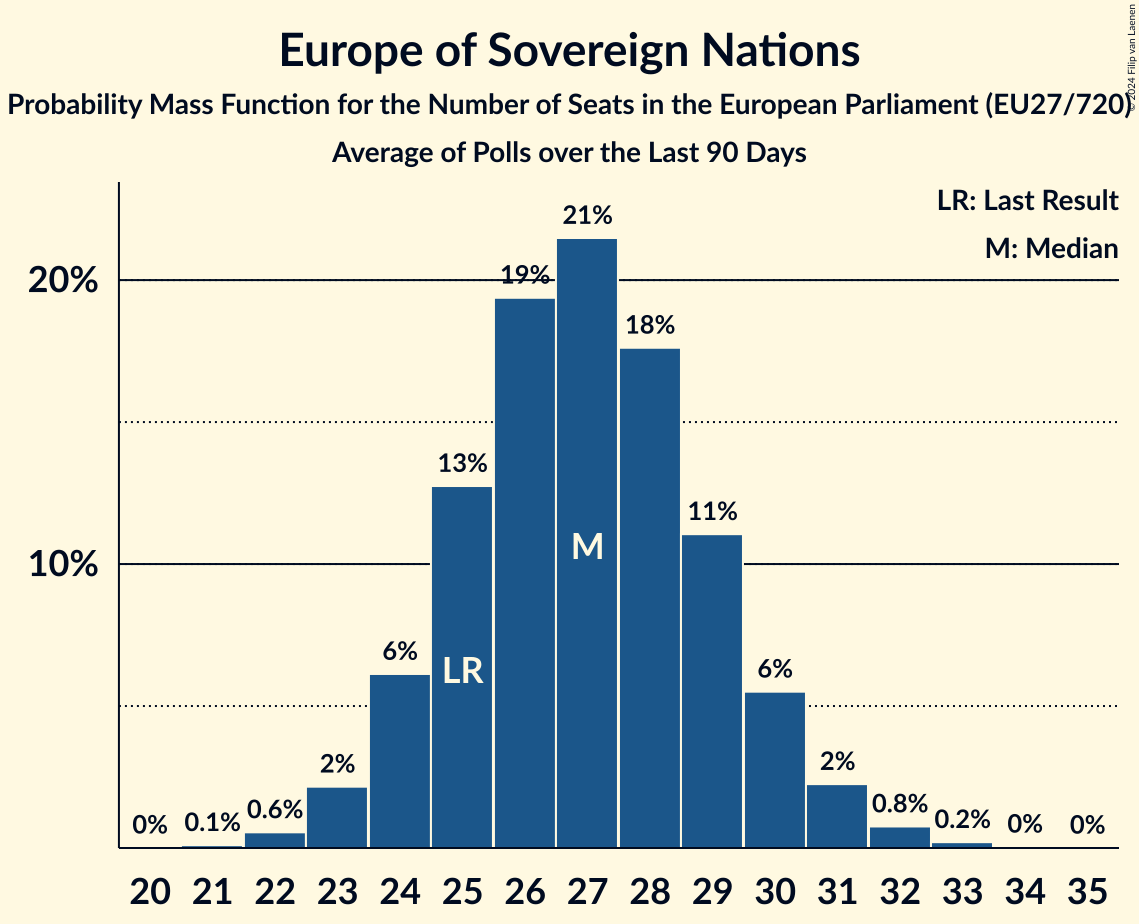 Europe of Sovereign Nations
Probability Mass Function for the Number of Seats in the European Parliament (EU27/720)
Average of Polls over the Last 90 Days
© 2024 Filip van Laenen
LR: Last Result
M: Median
20%
10%
0%
0.1%
0.6%
2%
6%
13%
19%
21%
18%
11%
6%
2%
0.8%
0.2%
0%
0%
LR
M
20 21 22 23 24 25 26 27 28 29 30 31 32 33 34 35